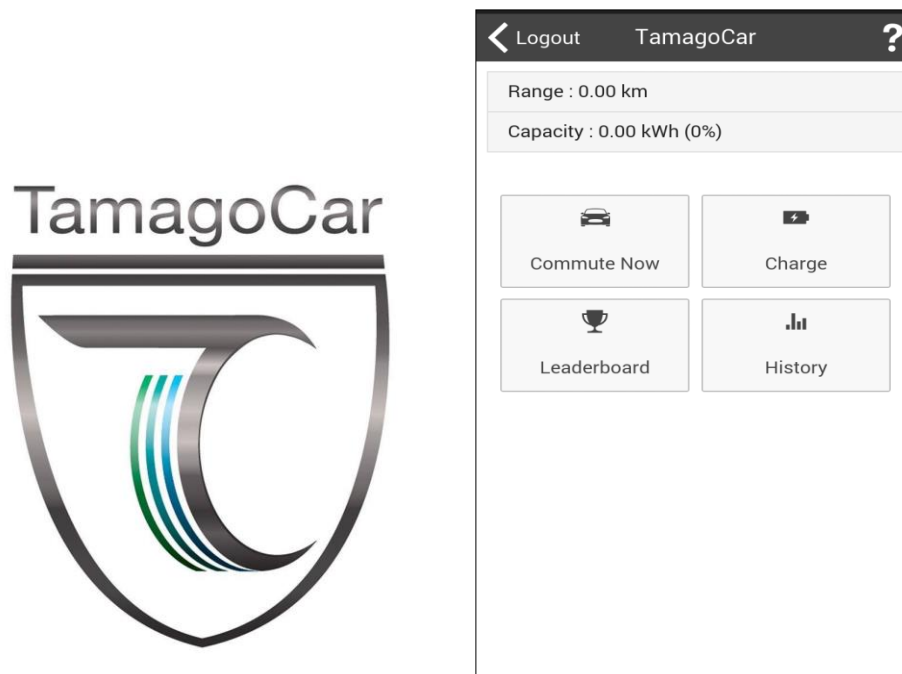 TamagoCar
Logout TamagoCar ?
Range : 0.00 km
Capacity : 0.00 kWh (0%)
Commute Now Charge
Leaderboard History